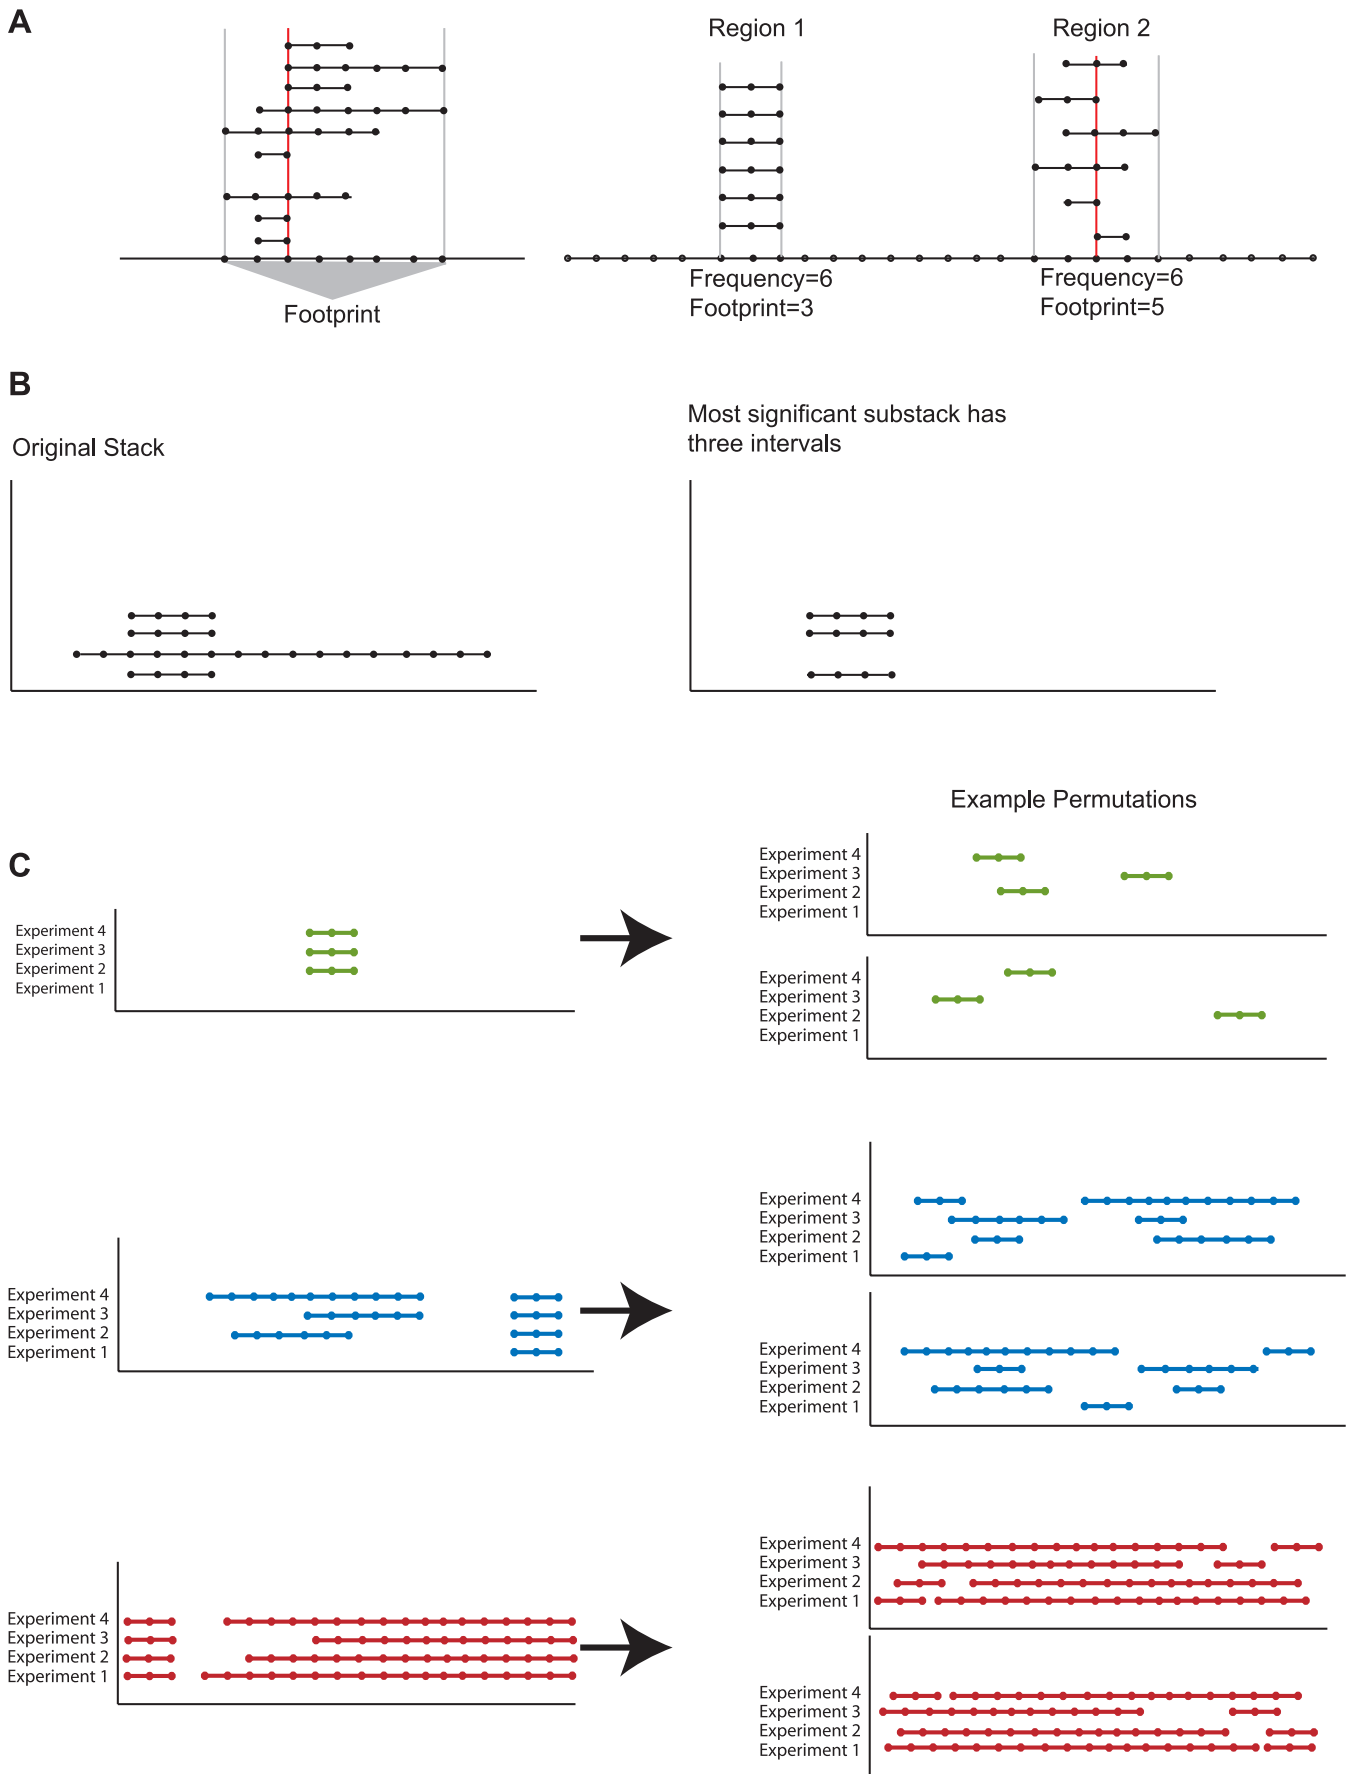 A
Region 1
Region 2
Footprint
Frequency=6
Footprint=3
Frequency=6
Footprint=5
B
Original Stack
Most significant substack has
three intervals
Example Permutations
C
Experiment 4
Experiment 3
Experiment 2
Experiment 1
Experiment 4
Experiment 3
Experiment 2
Experiment 1
Experiment 4
Experiment 3
Experiment 2
Experiment 1
Experiment 4
Experiment 3
Experiment 2
Experiment 1
Experiment 4
Experiment 3
Experiment 2
Experiment 1
Experiment 4
Experiment 3
Experiment 2
Experiment 1
Experiment 4
Experiment 3
Experiment 2
Experiment 1
Experiment 4
Experiment 3
Experiment 2
Experiment 1
Experiment 4
Experiment 3
Experiment 2
Experiment 1